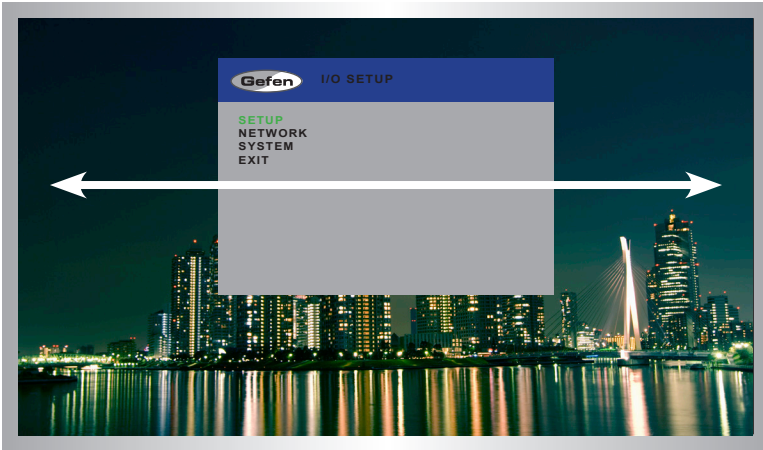 Gefen
I/O SETUP
SETUP
NETWORK
SYSTEM
EXIT